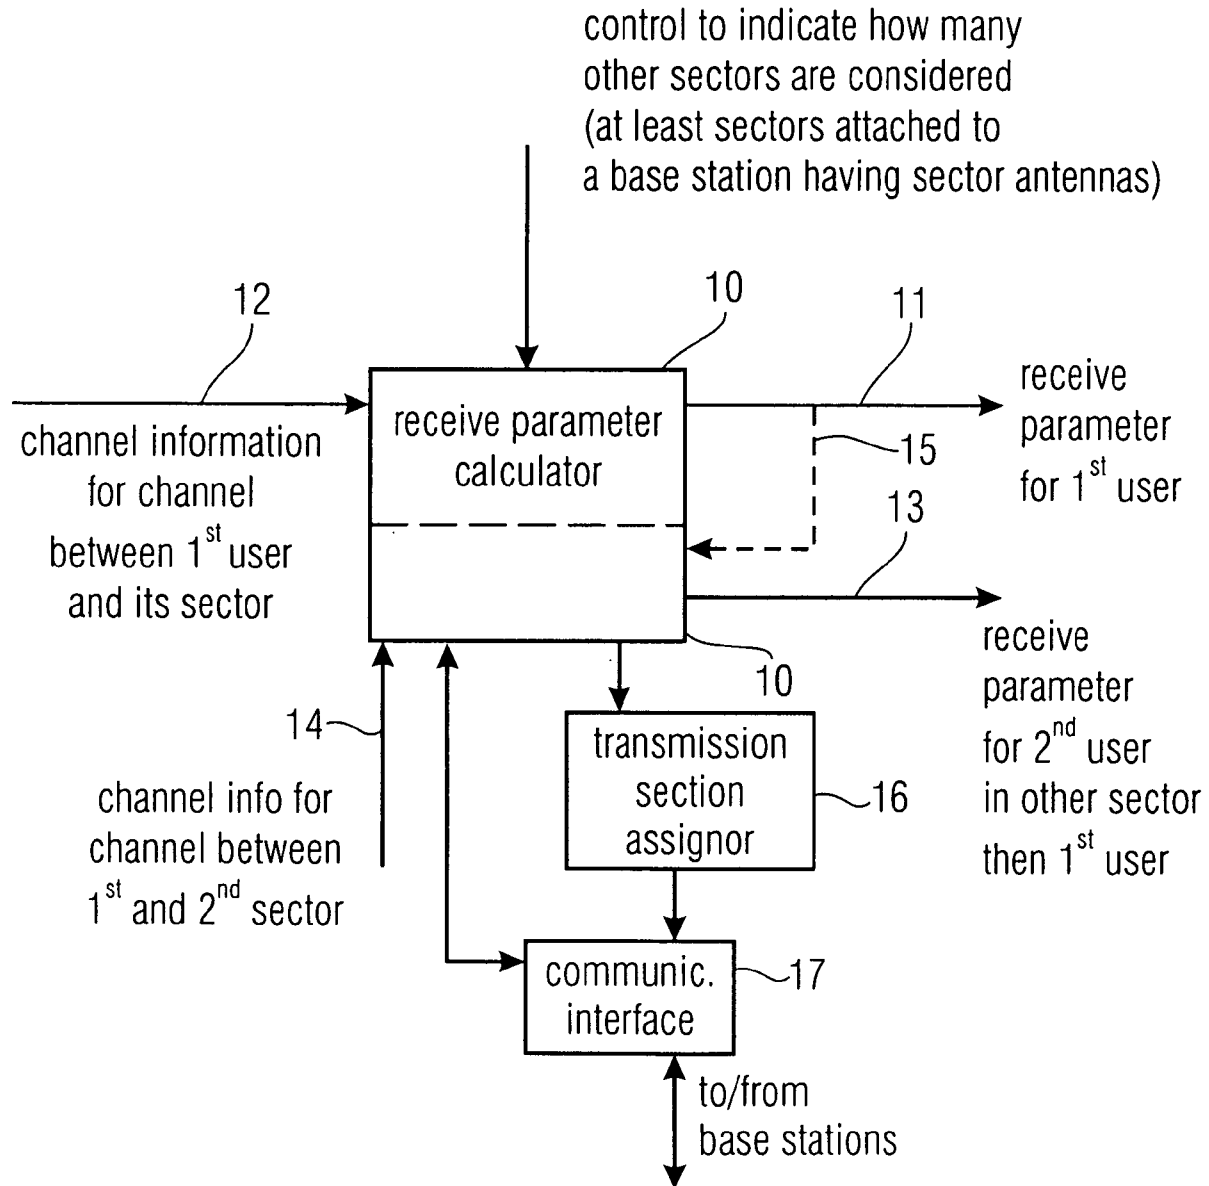 control to indicate how many
other sectors are considered
(at least sectors attached to
a base station having sector antennas)
12
10
11
receive parameter
calculator
receive
parameter
for 1st user
channel information
for channel
between 1st user
and its sector
15
13
10
receive
parameter
for 2nd user
in other sector
then 1st user
14
channel info for
channel between
1st and 2nd sector
transmission
section
assignor
16
communic.
interface
17
to/from
base stations